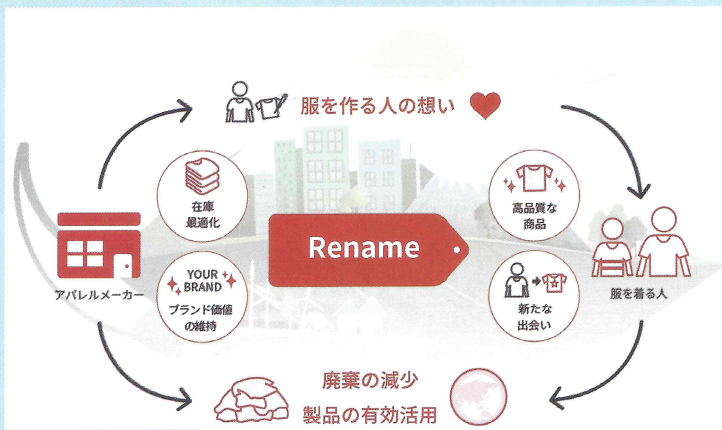 服を作る人の想い
在庫
最適化
高品質な
商品
Rename
アパレルメーカー
YOUR
BRAND
ブランド価値
の維持
新たな
出会い
服を着る人
廃棄の減少
製品の有効活用